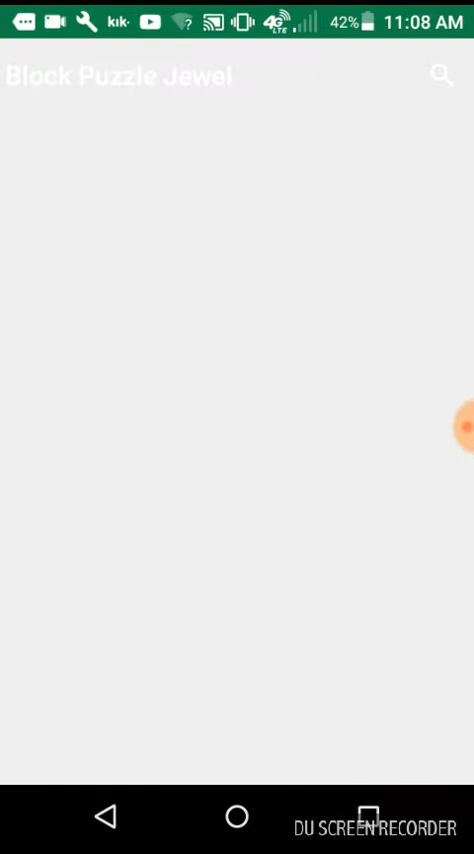 kik. ? 4G LTE 42% 11:08 AM
Block Puzzle Jewel
DU SCREEN RECORDER